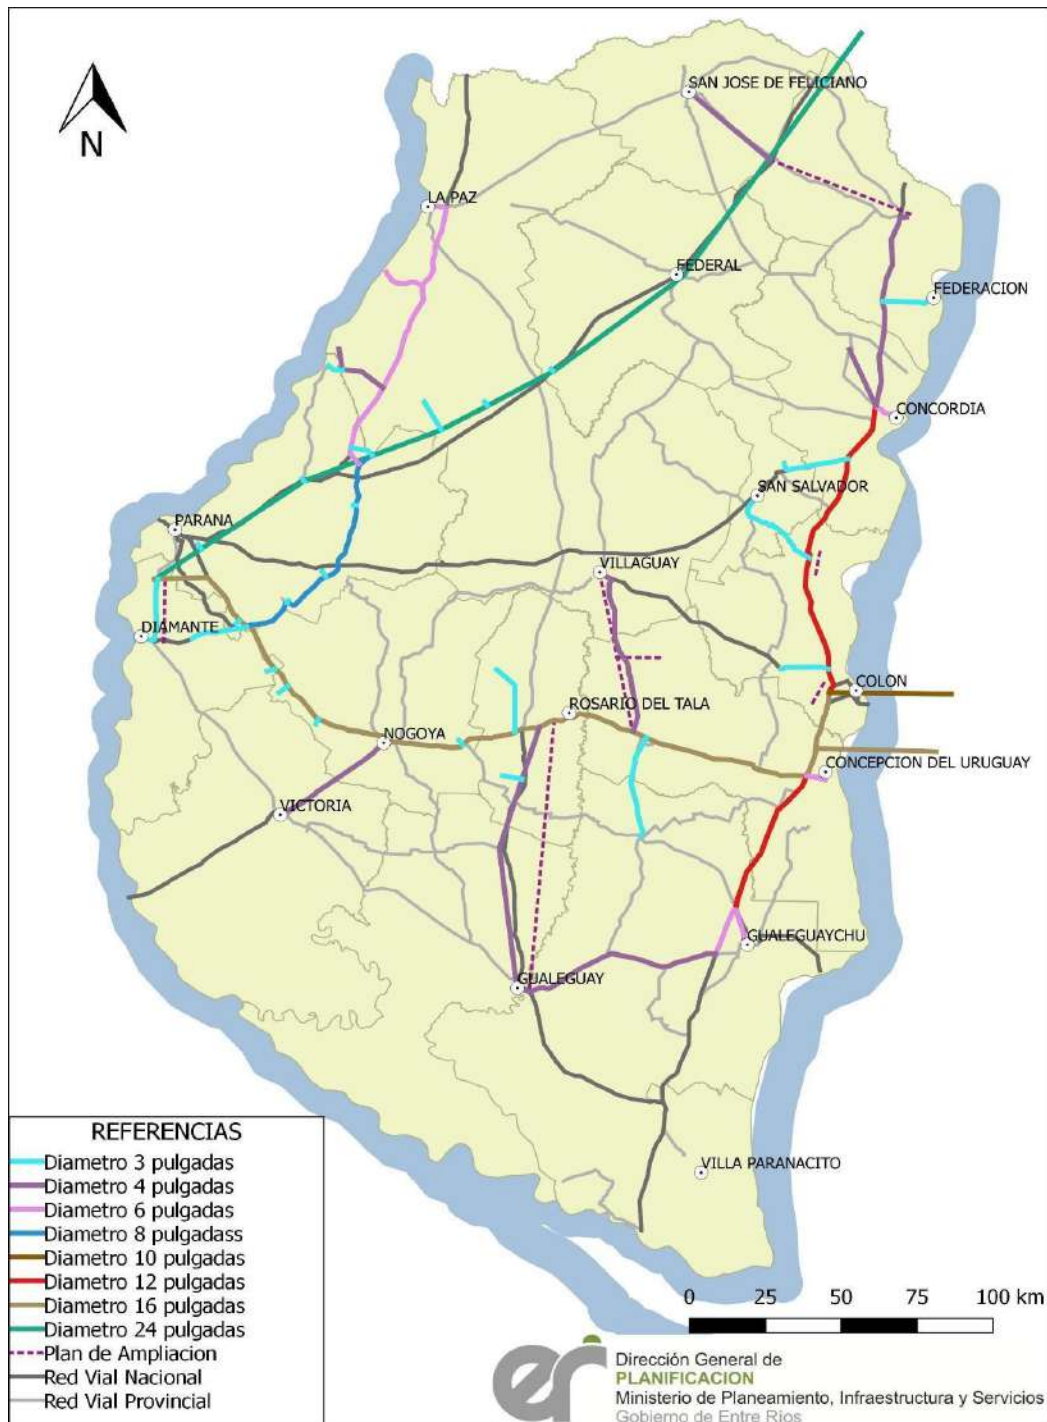 SAN JOSE DE FELICIANO
N
LA PAZ
FEDERAL
FEDERACION
CONCORDIA
SAN SALVADOR
PARANA
VILLAGUAY
DIAMANTE
COLON
ROSARIO DEL TALA
NOGOYA
CONCEPCION DEL URUGUAY
VICTORIA
GUALEGUAYCHU
GUALEGUAY
VILLA PARANACITO
REFERENCIAS
Diametro 3 pulgadas
Diametro 4 pulgadas
Diametro 6 pulgadas
Diametro 8 pulgadass
Diametro 10 pulgadas
Diametro 12 pulgadas
Diametro 16 pulgadas
Diametro 24 pulgadas
Plan de Ampliacion
Red Vial Nacional
Red Vial Provincial
0 25 50 75 100 km
er
Dirección General de
PLANIFICACION
Ministerio de Planeamiento, Infraestructura y Servicios
Gobierno de Entre Rios